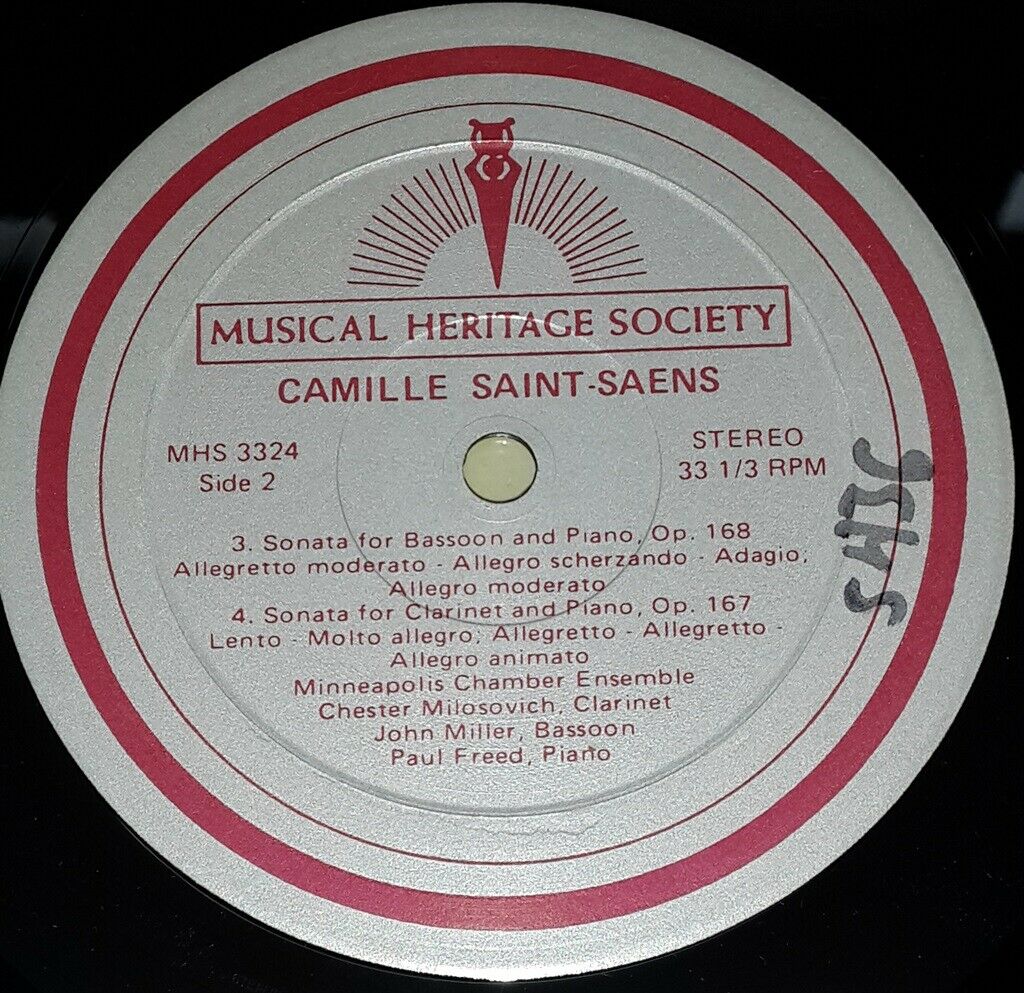 MUSICAL HERITAGE SOCIETY
CAMILLE SAINT-SAENS
MHS 3324
Side 2
STEREO
33 1/3 RPM
3. Sonata for Bassoon and Piano, Op. 168
Allegretto moderato - Allegro scherzando - Adagio;
Allegro moderato
4. Sonata for Clarinet and Piano, Op. 167
Lento - Molto allegro; Allegretto - Allegretto -
Allegro animato
Minneapolis Chamber Ensemble
Chester Milosovich, Clarinet
John Miller, Bassoon
Paul Freed, Piano